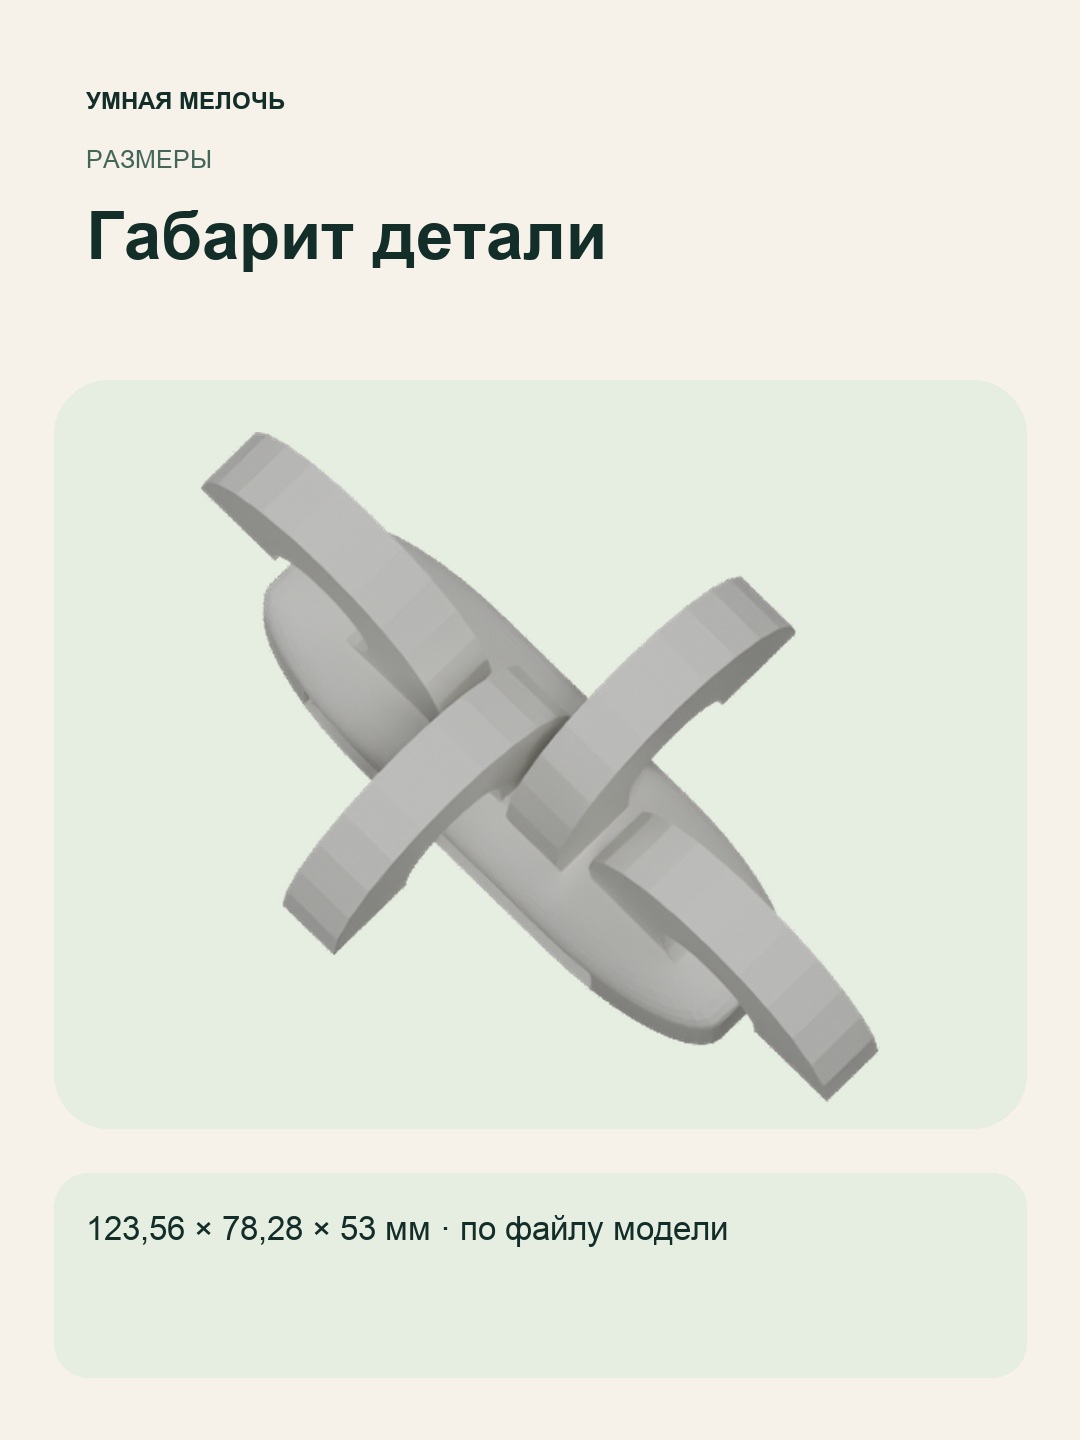 УМНАЯ МЕЛОЧЬ
РАЗМЕРЫ
Габарит детали
123,56 × 78,28 × 53 мм · по файлу модели